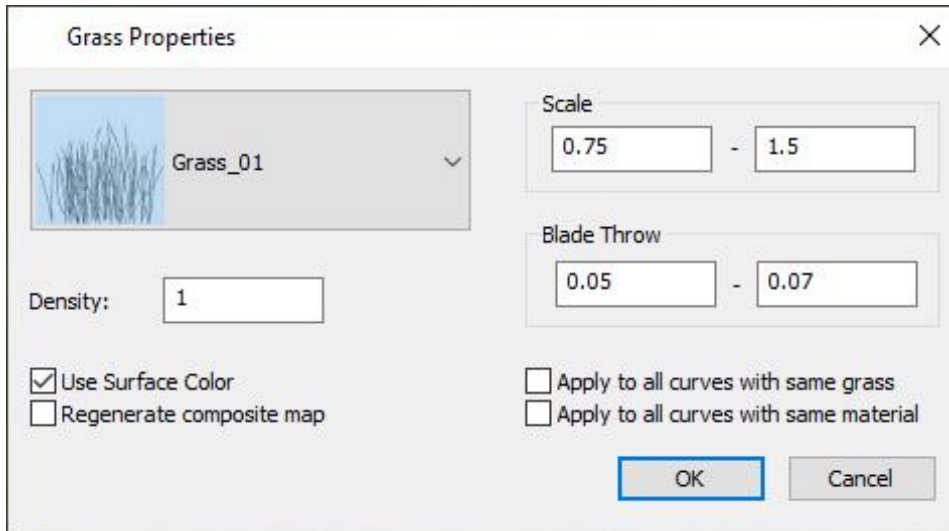 Grass Properties
Grass_01
Scale
0.75 - 1.5
Blade Throw
0.05 - 0.07
Density: 1
Use Surface Color
Regenerate composite map
Apply to all curves with same grass
Apply to all curves with same material
OK Cancel